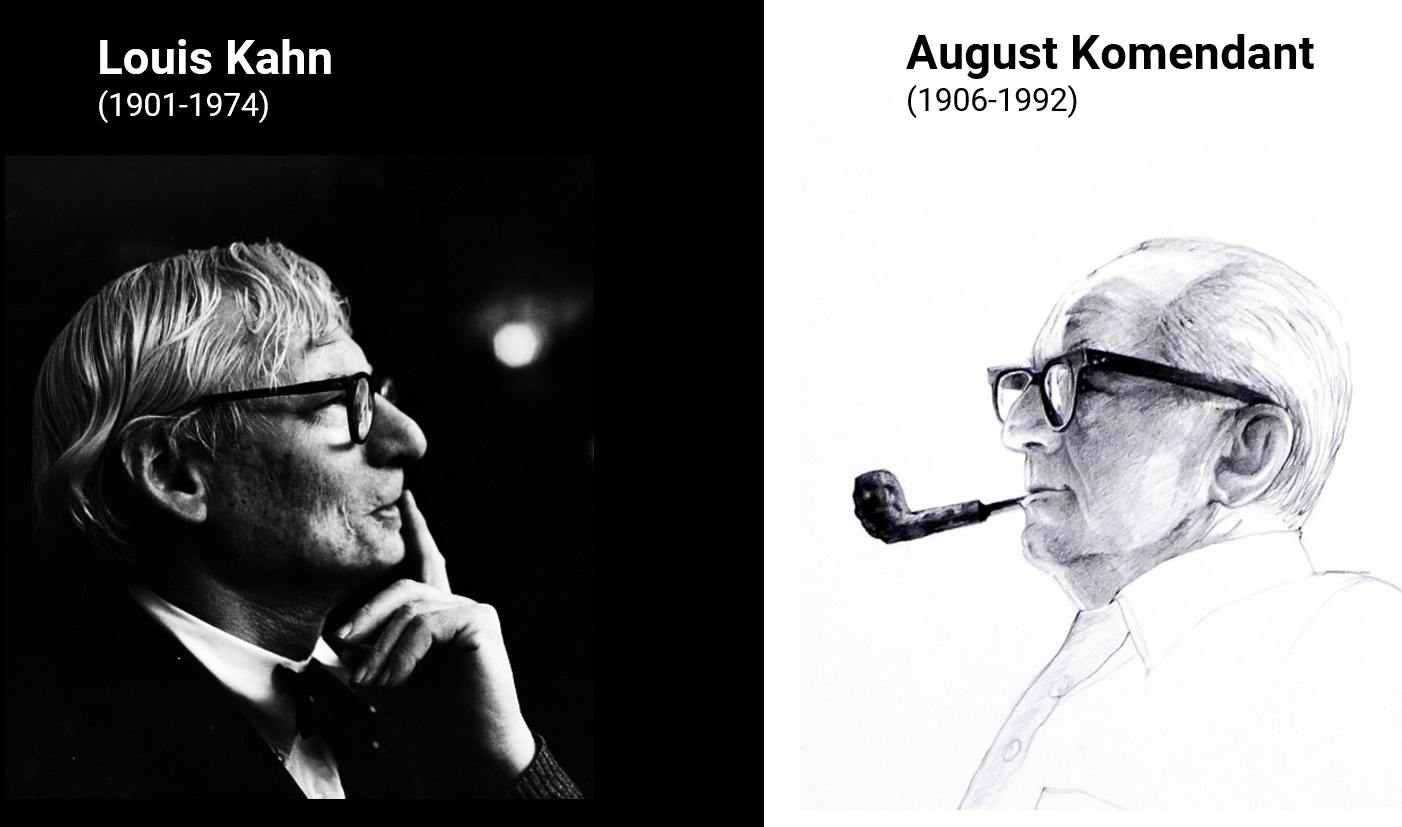 Louis Kahn
(1901-1974)
August Komendant
(1906-1992)